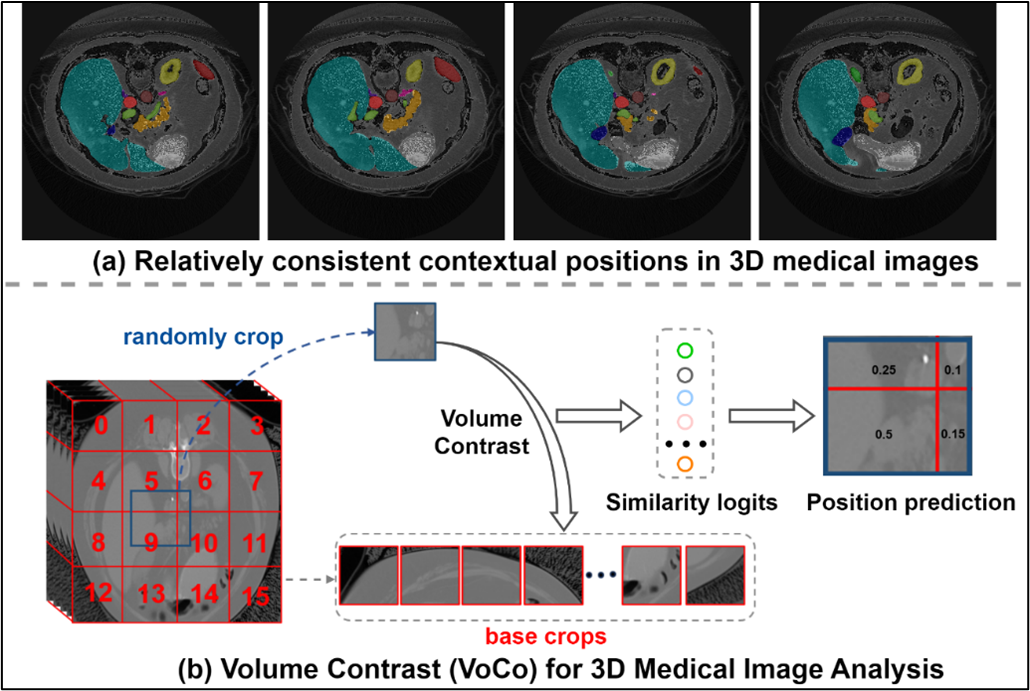 (a) Relatively consistent contextual positions in 3D medical images
randomly crop
0 1 2 3
4 5 6 7
8 9 10 11
12 13 14 15
Volume
Contrast
Similarity logits
0.25 0.1
0.5 0.15
Position prediction
base crops
(b) Volume Contrast (VoCo) for 3D Medical Image Analysis